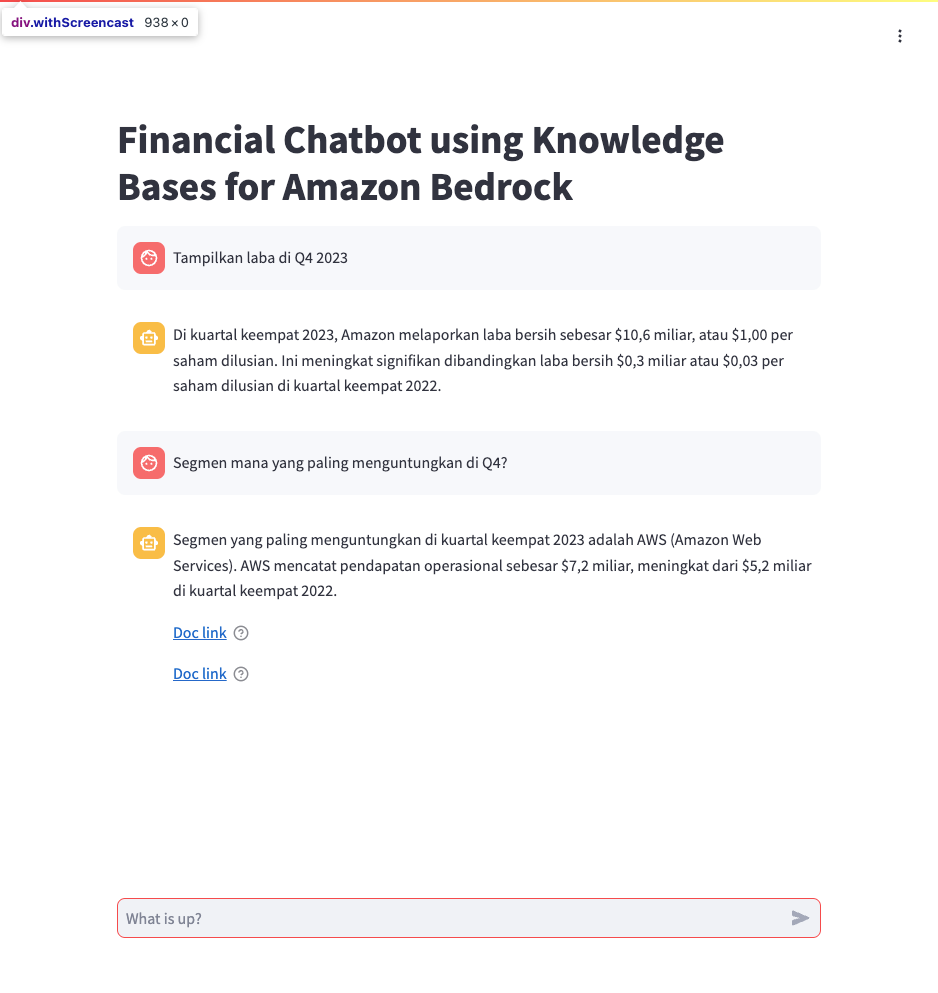 div.withScreencast 938×0
Financial Chatbot using Knowledge
Bases for Amazon Bedrock
Tampilkan laba di Q4 2023
Di kuartal keempat 2023, Amazon melaporkan laba bersih sebesar $10,6 miliar, atau $1,00 per
saham dilusian. Ini meningkat signifikan dibandingkan laba bersih $0,3 miliar atau $0,03 per
saham dilusian di kuartal keempat 2022.
Segmen mana yang paling menguntungkan di Q4?
Segmen yang paling menguntungkan di kuartal keempat 2023 adalah AWS (Amazon Web
Services). AWS mencatat pendapatan operasional sebesar $7,2 miliar, meningkat dari $5,2 miliar
di kuartal keempat 2022.
Doc link
Doc link
What is up?